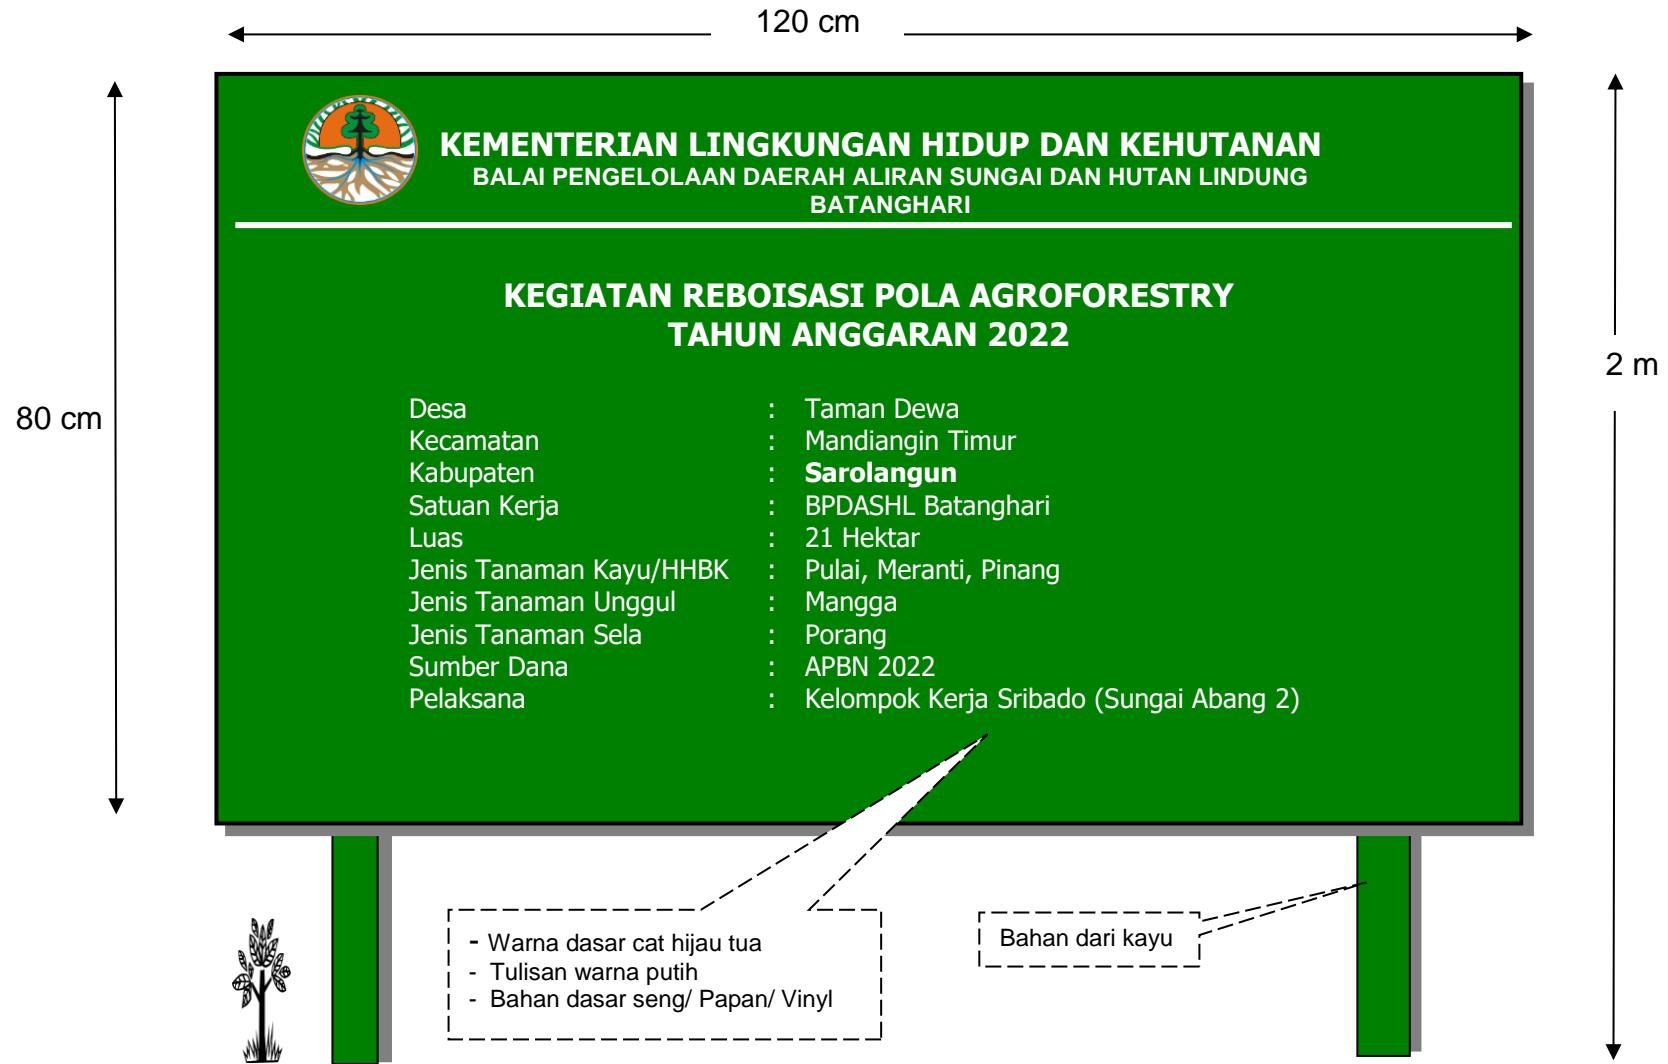 120 cm
KEMENTERIAN LINGKUNGAN HIDUP DAN KEHUTANAN
BALAI PENGELOLAAN DAERAH ALIRAN SUNGAI DAN HUTAN LINDUNG
BATANGHARI
KEGIATAN REBOISASI POLA AGROFORESTRY
TAHUN ANGGARAN 2022
2 m
80 cm
Desa : Taman Dewa
Kecamatan : Mandiangin Timur
Kabupaten : Sarolangun
Satuan Kerja : BPDASHL Batanghari
Luas : 21 Hektar
Jenis Tanaman Kayu/HHBK : Pulai, Meranti, Pinang
Jenis Tanaman Unggul : Mangga
Jenis Tanaman Sela : Porang
Sumber Dana : APBN 2022
Pelaksana : Kelompok Kerja Sribado (Sungai Abang 2)
- Warna dasar cat hijau tua
- Tulisan warna putih
- Bahan dasar seng/ Papan/ Vinyl
Bahan dari kayu